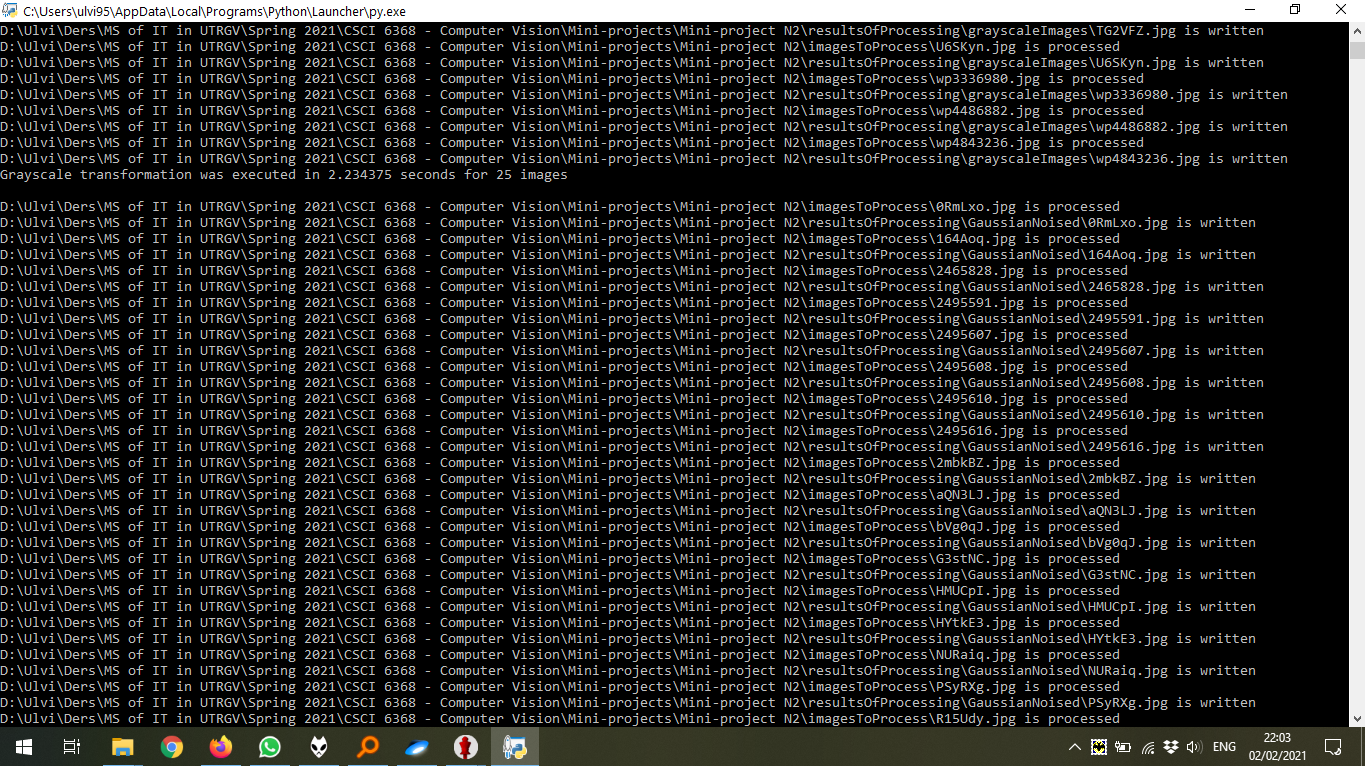 C:\Users\ulvi95\AppData\Local\Programs\Python\Launcher\py.exe
D:\Ulvi\Ders\MS of IT in UTRGV\Spring 2021\CSCI 6368 - Computer Vision\Mini-projects\Mini-project N2\resultsOfProcessing\grayscaleImages\TG2VFZ.jpg is written
D:\Ulvi\Ders\MS of IT in UTRGV\Spring 2021\CSCI 6368 - Computer Vision\Mini-projects\Mini-project N2\imagesToProcess\U6SKyn.jpg is processed
D:\Ulvi\Ders\MS of IT in UTRGV\Spring 2021\CSCI 6368 - Computer Vision\Mini-projects\Mini-project N2\resultsOfProcessing\grayscaleImages\U6SKyn.jpg is written
D:\Ulvi\Ders\MS of IT in UTRGV\Spring 2021\CSCI 6368 - Computer Vision\Mini-projects\Mini-project N2\imagesToProcess\wp3336980.jpg is processed
D:\Ulvi\Ders\MS of IT in UTRGV\Spring 2021\CSCI 6368 - Computer Vision\Mini-projects\Mini-project N2\resultsOfProcessing\grayscaleImages\wp3336980.jpg is written
D:\Ulvi\Ders\MS of IT in UTRGV\Spring 2021\CSCI 6368 - Computer Vision\Mini-projects\Mini-project N2\imagesToProcess\wp4486882.jpg is processed
D:\Ulvi\Ders\MS of IT in UTRGV\Spring 2021\CSCI 6368 - Computer Vision\Mini-projects\Mini-project N2\resultsOfProcessing\grayscaleImages\wp4486882.jpg is written
D:\Ulvi\Ders\MS of IT in UTRGV\Spring 2021\CSCI 6368 - Computer Vision\Mini-projects\Mini-project N2\imagesToProcess\wp4843236.jpg is processed
D:\Ulvi\Ders\MS of IT in UTRGV\Spring 2021\CSCI 6368 - Computer Vision\Mini-projects\Mini-project N2\resultsOfProcessing\grayscaleImages\wp4843236.jpg is written
Grayscale transformation was executed in 2.234375 seconds for 25 images
D:\Ulvi\Ders\MS of IT in UTRGV\Spring 2021\CSCI 6368 - Computer Vision\Mini-projects\Mini-project N2\imagesToProcess\0RmLxo.jpg is processed
D:\Ulvi\Ders\MS of IT in UTRGV\Spring 2021\CSCI 6368 - Computer Vision\Mini-projects\Mini-project N2\resultsOfProcessing\GaussianNoised\0RmLxo.jpg is written
D:\Ulvi\Ders\MS of IT in UTRGV\Spring 2021\CSCI 6368 - Computer Vision\Mini-projects\Mini-project N2\imagesToProcess\164Aoq.jpg is processed
D:\Ulvi\Ders\MS of IT in UTRGV\Spring 2021\CSCI 6368 - Computer Vision\Mini-projects\Mini-project N2\resultsOfProcessing\GaussianNoised\164Aoq.jpg is written
D:\Ulvi\Ders\MS of IT in UTRGV\Spring 2021\CSCI 6368 - Computer Vision\Mini-projects\Mini-project N2\imagesToProcess\2465828.jpg is processed
D:\Ulvi\Ders\MS of IT in UTRGV\Spring 2021\CSCI 6368 - Computer Vision\Mini-projects\Mini-project N2\resultsOfProcessing\GaussianNoised\2465828.jpg is written
D:\Ulvi\Ders\MS of IT in UTRGV\Spring 2021\CSCI 6368 - Computer Vision\Mini-projects\Mini-project N2\imagesToProcess\2495591.jpg is processed
D:\Ulvi\Ders\MS of IT in UTRGV\Spring 2021\CSCI 6368 - Computer Vision\Mini-projects\Mini-project N2\resultsOfProcessing\GaussianNoised\2495591.jpg is written
D:\Ulvi\Ders\MS of IT in UTRGV\Spring 2021\CSCI 6368 - Computer Vision\Mini-projects\Mini-project N2\imagesToProcess\2495607.jpg is processed
D:\Ulvi\Ders\MS of IT in UTRGV\Spring 2021\CSCI 6368 - Computer Vision\Mini-projects\Mini-project N2\resultsOfProcessing\GaussianNoised\2495607.jpg is written
D:\Ulvi\Ders\MS of IT in UTRGV\Spring 2021\CSCI 6368 - Computer Vision\Mini-projects\Mini-project N2\imagesToProcess\2495608.jpg is processed
D:\Ulvi\Ders\MS of IT in UTRGV\Spring 2021\CSCI 6368 - Computer Vision\Mini-projects\Mini-project N2\resultsOfProcessing\GaussianNoised\2495608.jpg is written
D:\Ulvi\Ders\MS of IT in UTRGV\Spring 2021\CSCI 6368 - Computer Vision\Mini-projects\Mini-project N2\imagesToProcess\2495610.jpg is processed
D:\Ulvi\Ders\MS of IT in UTRGV\Spring 2021\CSCI 6368 - Computer Vision\Mini-projects\Mini-project N2\resultsOfProcessing\GaussianNoised\2495610.jpg is written
D:\Ulvi\Ders\MS of IT in UTRGV\Spring 2021\CSCI 6368 - Computer Vision\Mini-projects\Mini-project N2\imagesToProcess\2495616.jpg is processed
D:\Ulvi\Ders\MS of IT in UTRGV\Spring 2021\CSCI 6368 - Computer Vision\Mini-projects\Mini-project N2\resultsOfProcessing\GaussianNoised\2495616.jpg is written
D:\Ulvi\Ders\MS of IT in UTRGV\Spring 2021\CSCI 6368 - Computer Vision\Mini-projects\Mini-project N2\imagesToProcess\2mbkBZ.jpg is processed
D:\Ulvi\Ders\MS of IT in UTRGV\Spring 2021\CSCI 6368 - Computer Vision\Mini-projects\Mini-project N2\resultsOfProcessing\GaussianNoised\2mbkBZ.jpg is written
D:\Ulvi\Ders\MS of IT in UTRGV\Spring 2021\CSCI 6368 - Computer Vision\Mini-projects\Mini-project N2\imagesToProcess\aQN3LJ.jpg is processed
D:\Ulvi\Ders\MS of IT in UTRGV\Spring 2021\CSCI 6368 - Computer Vision\Mini-projects\Mini-project N2\resultsOfProcessing\GaussianNoised\aQN3LJ.jpg is written
D:\Ulvi\Ders\MS of IT in UTRGV\Spring 2021\CSCI 6368 - Computer Vision\Mini-projects\Mini-project N2\imagesToProcess\bVg0qJ.jpg is processed
D:\Ulvi\Ders\MS of IT in UTRGV\Spring 2021\CSCI 6368 - Computer Vision\Mini-projects\Mini-project N2\resultsOfProcessing\GaussianNoised\bVg0qJ.jpg is written
D:\Ulvi\Ders\MS of IT in UTRGV\Spring 2021\CSCI 6368 - Computer Vision\Mini-projects\Mini-project N2\imagesToProcess\G3stNC.jpg is processed
D:\Ulvi\Ders\MS of IT in UTRGV\Spring 2021\CSCI 6368 - Computer Vision\Mini-projects\Mini-project N2\resultsOfProcessing\GaussianNoised\G3stNC.jpg is written
D:\Ulvi\Ders\MS of IT in UTRGV\Spring 2021\CSCI 6368 - Computer Vision\Mini-projects\Mini-project N2\imagesToProcess\HMUCpI.jpg is processed
D:\Ulvi\Ders\MS of IT in UTRGV\Spring 2021\CSCI 6368 - Computer Vision\Mini-projects\Mini-project N2\resultsOfProcessing\GaussianNoised\HMUCpI.jpg is written
D:\Ulvi\Ders\MS of IT in UTRGV\Spring 2021\CSCI 6368 - Computer Vision\Mini-projects\Mini-project N2\imagesToProcess\HYtkE3.jpg is processed
D:\Ulvi\Ders\MS of IT in UTRGV\Spring 2021\CSCI 6368 - Computer Vision\Mini-projects\Mini-project N2\resultsOfProcessing\GaussianNoised\HYtkE3.jpg is written
D:\Ulvi\Ders\MS of IT in UTRGV\Spring 2021\CSCI 6368 - Computer Vision\Mini-projects\Mini-project N2\imagesToProcess\NURaiq.jpg is processed
D:\Ulvi\Ders\MS of IT in UTRGV\Spring 2021\CSCI 6368 - Computer Vision\Mini-projects\Mini-project N2\resultsOfProcessing\GaussianNoised\NURaiq.jpg is written
D:\Ulvi\Ders\MS of IT in UTRGV\Spring 2021\CSCI 6368 - Computer Vision\Mini-projects\Mini-project N2\imagesToProcess\PSyRXg.jpg is processed
D:\Ulvi\Ders\MS of IT in UTRGV\Spring 2021\CSCI 6368 - Computer Vision\Mini-projects\Mini-project N2\resultsOfProcessing\GaussianNoised\PSyRXg.jpg is written
D:\Ulvi\Ders\MS of IT in UTRGV\Spring 2021\CSCI 6368 - Computer Vision\Mini-projects\Mini-project N2\imagesToProcess\R15Udy.jpg is processed
ENG
22:03
02/02/2021